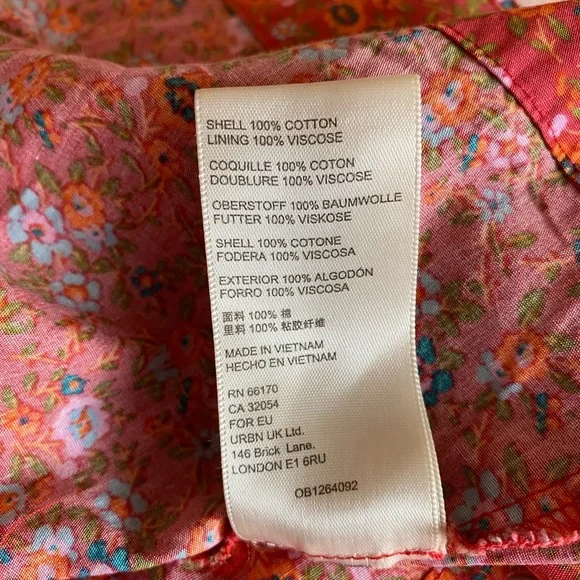 SHELL 100% COTTON
LINING 100% VISCOSE
COQUILLE 100% COTON
DOUBLURE 100% VISCOSE
OBERSTOFF 100% BAUMWOLLE
FUTTER 100% VISKOSE
SHELL 100% COTONE
FODERA 100% VISCOSA
EXTERIOR 100% ALGODÓN
FORRO 100% VISCOSA
面料 100% 棉
里料 100% 粘胶纤维
MADE IN VIETNAM
HECHO EN VIETNAM
RN 66170
CA 32054
FOR EU
URBN UK Ltd.
146 Brick Lane.
LONDON E1 6RU
OB1264092